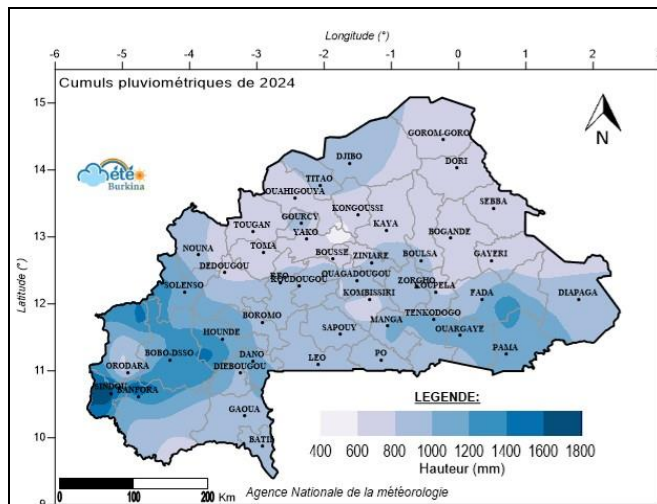 Longitude (°)
-6 -5 -4 -3 -2 -1 0 1 2
Cumuls pluviométriques de 2024
15
GOROM-GORO
N
DJIBO
14
DORI
été
Burkina
TITAO
OUAHIGOUYA
SEBBA
KONGOUSSI
GOURCY
TOUGAN
KAYA
13
YAKO
BOGANDE
NOUNA
TOMA
BOUSSE
ZINIARE
BOULSA
GAYERI
DEDOUGOU
SOLENSO
REO
KOUDOUGOU
OUAGADOUGOU
ZORGHO
KOUPELA
12
KOMBISSIRI
FADA
DIAPAGA
Latitude (°)
BOROMO
TENKODOGO
HOUNDE
SAPOUY
MANGA
OUARGAYE
BOBO-DSSO
DANO
PAMA
ORODARA
DIEBOUGOU
LEO
PO
11
SINDOU
BANFORA
LEGENDE:
GAOUA
10
BATIE
400 600 800 1000 1200 1400 1600 1800
Hauteur (mm)
9
0 100 200 Km
Agence Nationale de la météorologie